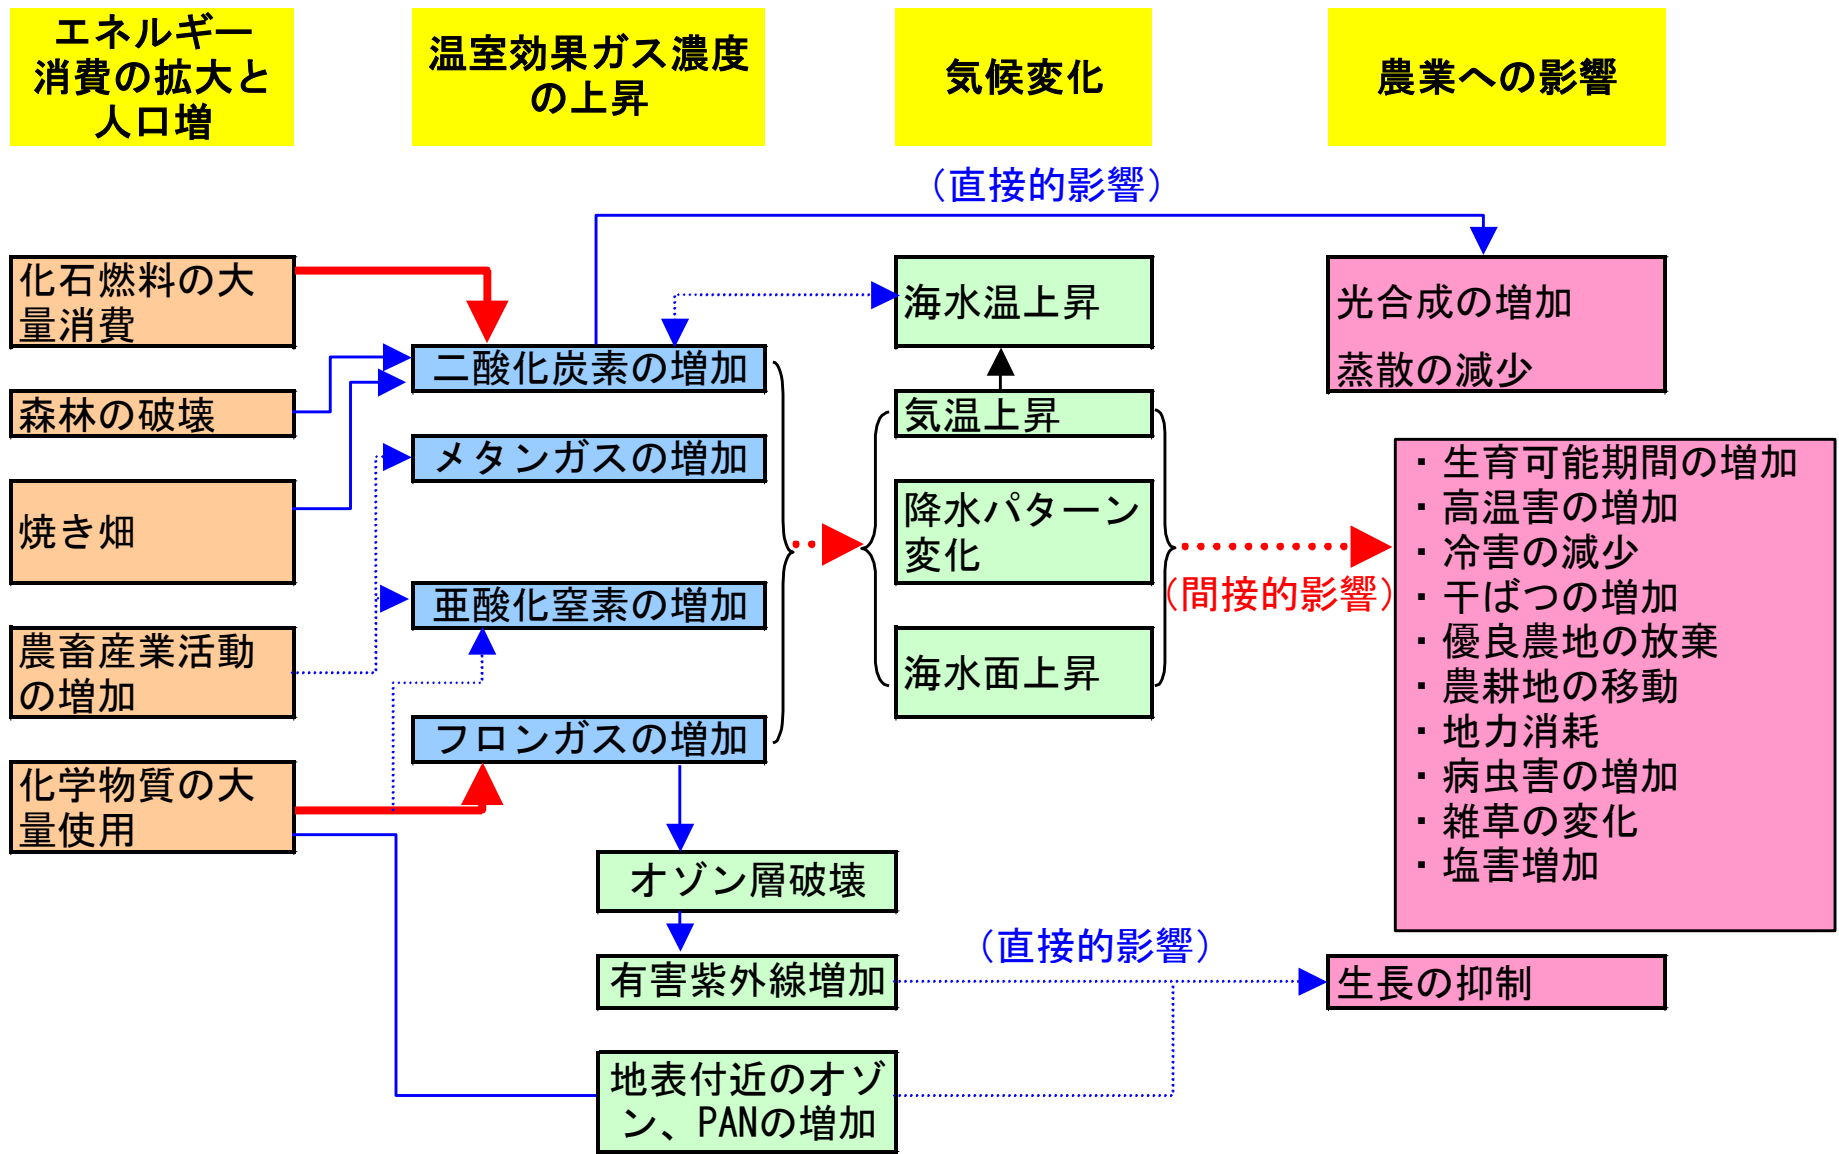 エネルギー
消費の拡大と
人口増
温室効果ガス濃度
の上昇
気候変化
農業への影響
（直接的影響）
化石燃料の大
量消費
森林の破壊
焼き畑
農畜産業活動
の増加
化学物質の大
量使用
二酸化炭素の増加
メタンガスの増加
亜酸化窒素の増加
フロンガスの増加
オゾン層破壊
有害紫外線増加
地表付近のオゾ
ン、PANの増加
海水温上昇
気温上昇
降水パターン
変化
海水面上昇
（間接的影響）
（直接的影響）
光合成の増加
蒸散の減少
・生育可能期間の増加
・高温害の増加
・冷害の減少
・干ばつの増加
・優良農地の放棄
・農耕地の移動
・地力消耗
・病虫害の増加
・雑草の変化
・塩害増加
生長の抑制